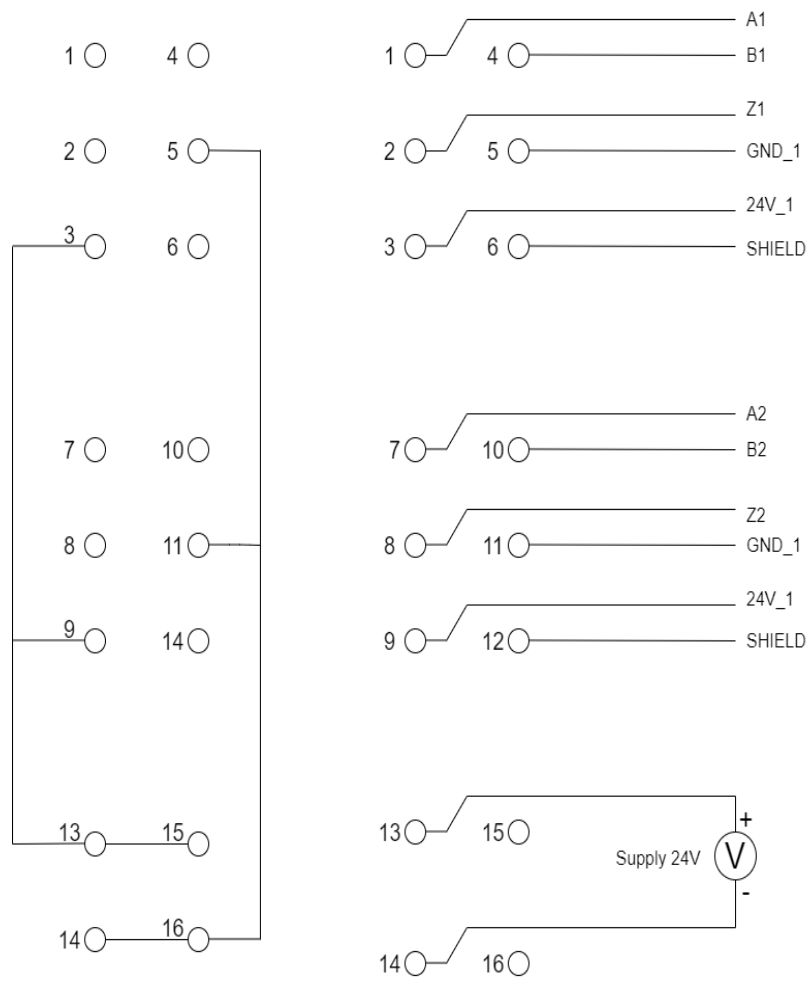 1 4 1 4 A1
B1
2 5 2 5 Z1
GND_1
3 6 3 6 24V_1
SHIELD
7 10 7 10 A2
B2
8 11 8 11 Z2
GND_1
9 14 9 12 24V_1
SHIELD
13 15 13 15 +
Supply 24V V
-
14 16 14 16